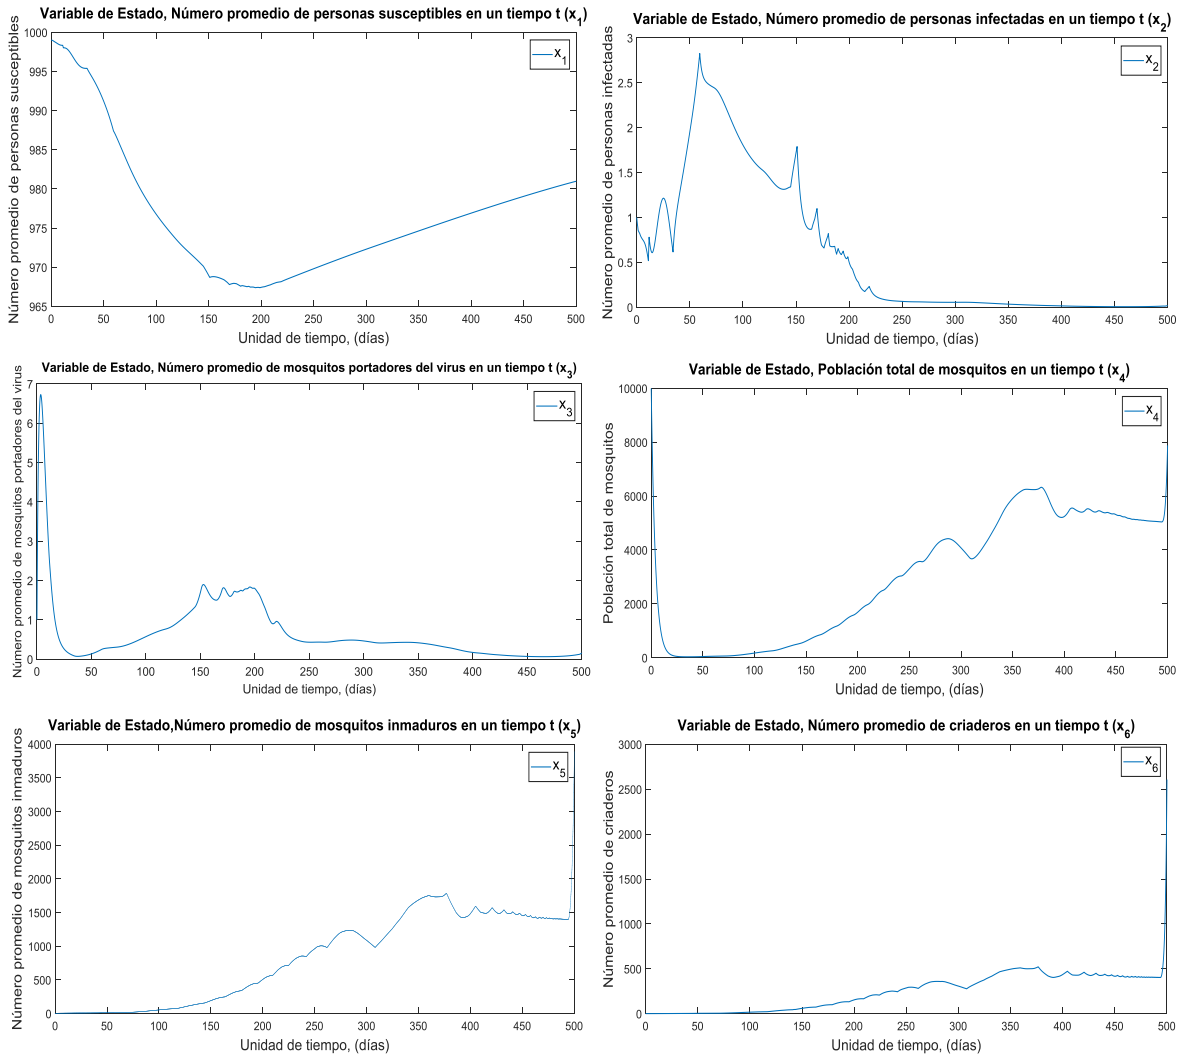 Variable de Estado, Número promedio de personas susceptibles en un tiempo t (x1)
Número promedio de personas susceptibles
1000
995
990
985
980
975
970
965
x1
0 50 100 150 200 250 300 350 400 450 500
Unidad de tiempo, (días)
Variable de Estado, Número promedio de personas infectadas en un tiempo t (x2)
Número promedio de personas infectadas
3
2.5
2
1.5
1
0.5
0
x2
0 50 100 150 200 250 300 350 400 450 500
Unidad de tiempo, (días)
Variable de Estado, Número promedio de mosquitos portadores del virus en un tiempo t (x3)
Número promedio de mosquitos portadores del virus
7
6
5
4
3
2
1
0
x3
0 50 100 150 200 250 300 350 400 450 500
Unidad de tiempo, (días)
Variable de Estado, Población total de mosquitos en un tiempo t (x4)
Población total de mosquitos
10000
8000
6000
4000
2000
0
x4
0 50 100 150 200 250 300 350 400 450 500
Unidad de tiempo, (días)
Variable de Estado,Número promedio de mosquitos inmaduros en un tiempo t (x5)
Número promedio de mosquitos inmaduros
4000
3500
3000
2500
2000
1500
1000
500
0
x5
0 50 100 150 200 250 300 350 400 450 500
Unidad de tiempo, (días)
Variable de Estado, Número promedio de criaderos en un tiempo t (x6)
Número promedio de criaderos
3000
2500
2000
1500
1000
500
0
x6
0 50 100 150 200 250 300 350 400 450 500
Unidad de tiempo, (días)